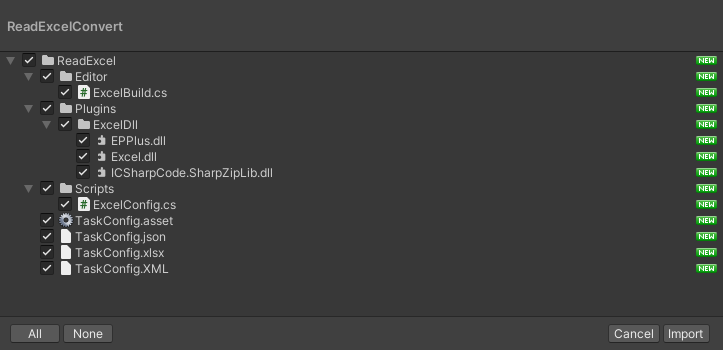 ReadExcelConvert
ReadExcel NEW
Editor NEW
ExcelBuild.cs NEW
Plugins NEW
ExcelDll NEW
EPPlus.dll NEW
Excel.dll NEW
ICSharpCode.SharpZipLib.dll NEW
Scripts NEW
ExcelConfig.cs NEW
TaskConfig.asset NEW
TaskConfig.json NEW
TaskConfig.xlsx NEW
TaskConfig.XML NEW
All None Cancel Import